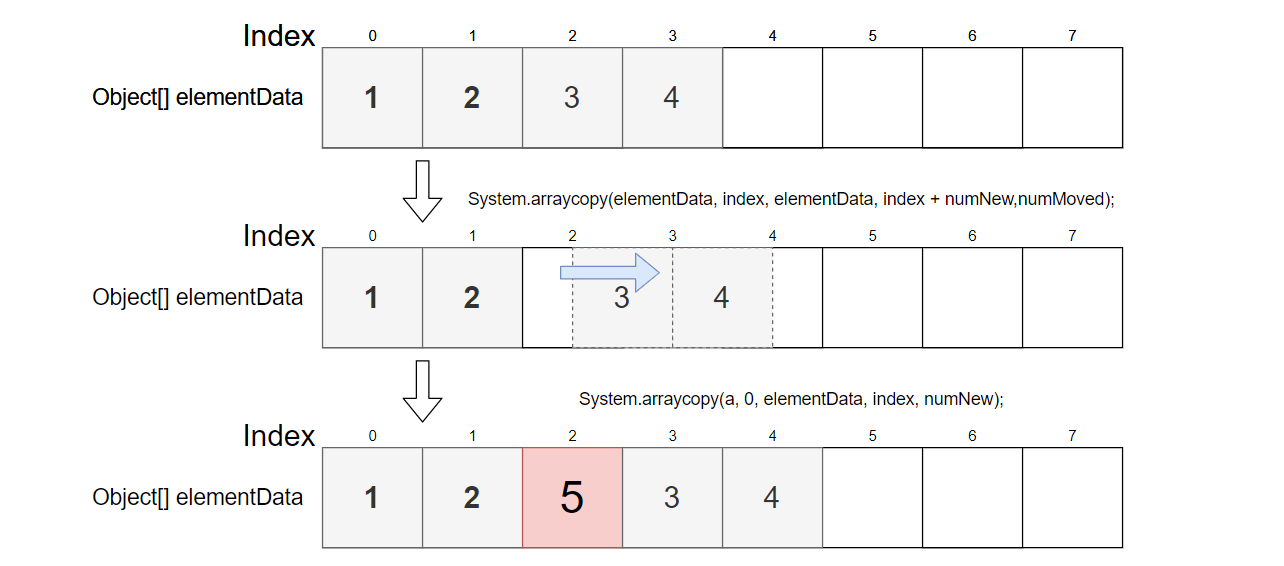 Index 0 1 2 3 4 5 6 7
Object[] elementData 1 2 3 4
System.arraycopy(elementData, index, elementData, index + numNew,numMoved);
Index 0 1 2 3 4 5 6 7
Object[] elementData 1 2 3 4
System.arraycopy(a, 0, elementData, index, numNew);
Index 0 1 2 3 4 5 6 7
Object[] elementData 1 2 5 3 4